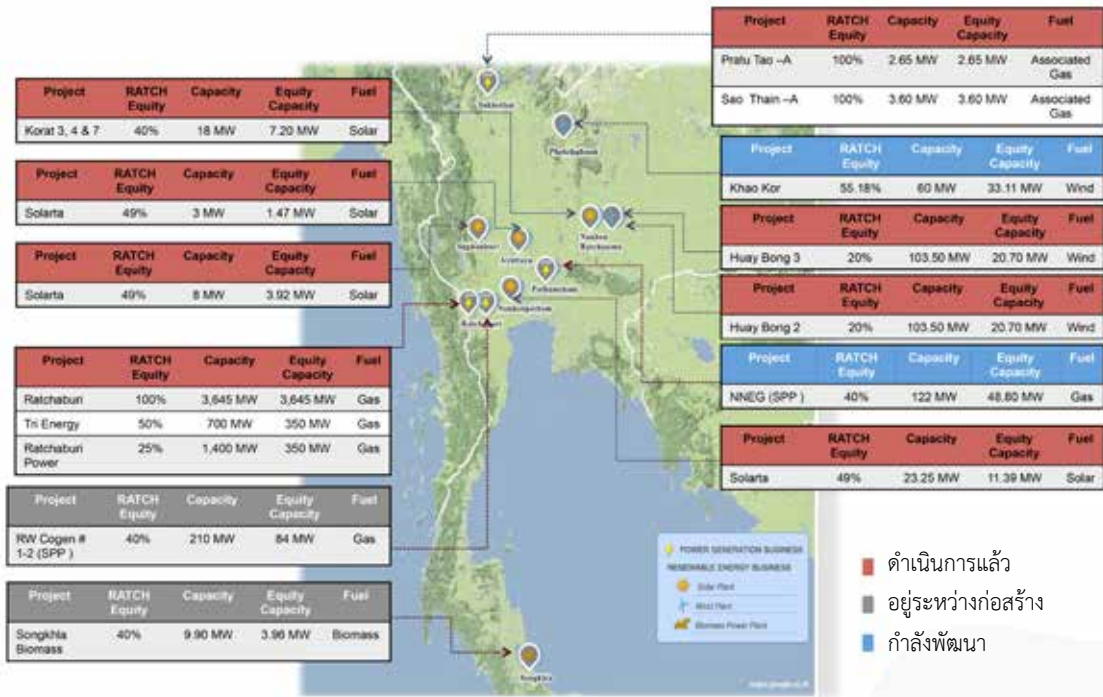 Project RATCH Equity Capacity Equity Capacity Fuel
Pratu Tao –A 100% 2.65 MW 2.65 MW Associated Gas
Sao Thain –A 100% 3.60 MW 3.60 MW Associated Gas
Project RATCH Equity Capacity Equity Capacity Fuel
Korat 3, 4 & 7 40% 18 MW 7.20 MW Solar
Project RATCH Equity Capacity Equity Capacity Fuel
Khao Kor 55.18% 60 MW 33.11 MW Wind
Project RATCH Equity Capacity Equity Capacity Fuel
Solarta 49% 3 MW 1.47 MW Solar
Project RATCH Equity Capacity Equity Capacity Fuel
Huay Bong 3 20% 103.50 MW 20.70 MW Wind
Project RATCH Equity Capacity Equity Capacity Fuel
Solarta 49% 8 MW 3.92 MW Solar
Project RATCH Equity Capacity Equity Capacity Fuel
Huay Bong 2 20% 103.50 MW 20.70 MW Wind
Project RATCH Equity Capacity Equity Capacity Fuel
Ratchaburi 100% 3,645 MW 3,645 MW Gas
Tri Energy 50% 700 MW 350 MW Gas
Ratchaburi Power 25% 1,400 MW 350 MW Gas
Project RATCH Equity Capacity Equity Capacity Fuel
NNEG (SPP ) 40% 122 MW 48.80 MW Gas
Project RATCH Equity Capacity Equity Capacity Fuel
Solarta 49% 23.25 MW 11.39 MW Solar
Project RATCH Equity Capacity Equity Capacity Fuel
RW Cogen # 1-2 (SPP ) 40% 210 MW 84 MW Gas
Project RATCH Equity Capacity Equity Capacity Fuel
Songkhla Biomass 40% 9.90 MW 3.96 MW Biomass
Sukhothai
Phetchaboon
Nakhon Ratchasima
Ayutthaya
Nakhonpathom
Songkhla
POWER GENERATION BUSINESS
RENEWABLE ENERGY BUSINESS
Solar Plant
Wind Plant
Biomass Power Plant
ดำเนินการแล้ว
อยู่ระหว่างก่อสร้าง
กำลังพัฒนา